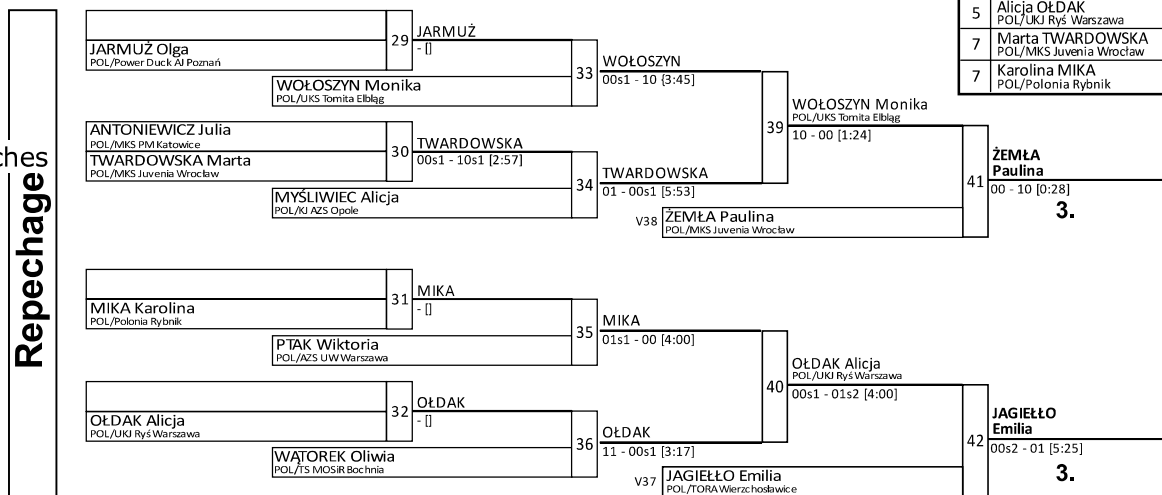 5 Alicja OŁDAK
POL/UKJ Ryś Warszawa
7 Marta TWARDOWSKA
POL/MKS Juvenia Wrocław
7 Karolina MIKA
POL/Polonia Rybnik
ches
Repechage
JARMUŻ Olga
POL/Power Duck AJ Poznań
29
JARMUŻ
- []
WOŁOSZYN Monika
POL/UKS Tomita Elbląg
33
WOŁOSZYN
00s1 - 10 {3:45]
ANTONIEWICZ Julia
POL/MKS PM Katowice
TWARDOWSKA Marta
POL/MKS Juvenia Wrocław
30
TWARDOWSKA
00s1 - 10s1 [2:57]
MYŚLIWIEC Alicja
POL/KJ AZS Opole
34
TWARDOWSKA
01 - 00s1 [5:53]
39
WOŁOSZYN Monika
POL/UKS Tomita Elbląg
10 - 00 [1:24]
V38
ŻEMŁA Paulina
POL/MKS Juvenia Wrocław
41
ŻEMŁA
Paulina
00 - 10 [0:28]
3.
MIKA Karolina
POL/Polonia Rybnik
31
MIKA
- []
PTAK Wiktoria
POL/AZS UW Warszawa
35
MIKA
01s1 - 00 [4:00]
OŁDAK Alicja
POL/UKJ Ryś Warszawa
32
OŁDAK
- []
WĄTOREK Oliwia
POL/TS MOSiR Bochnia
36
OŁDAK
11 - 00s1 [3:17]
40
OŁDAK Alicja
POL/UKJ Ryś Warszawa
00s1 - 01s2 [4:00]
V37
JAGIEŁŁO Emilia
POL/TORA Wierzchosławice
42
JAGIEŁŁO
Emilia
00s2 - 01 [5:25]
3.